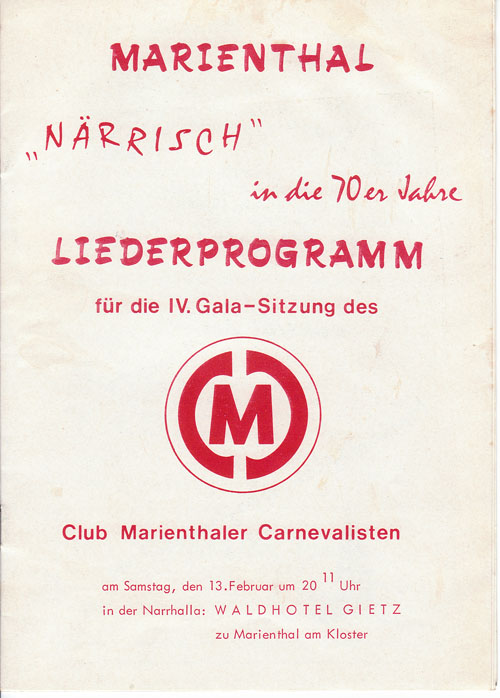 MARIENTHAL
„NÄRRISCH“
in die 70er Jahre
LIEDERPROGRAMM
für die IV. Gala-Sitzung des
CMC
Club Marienthaler Carnevalisten
am Samstag, den 13. Februar um 20 11 Uhr
in der Narrhalla: WALDHOTEL GIETZ
zu Marienthal am Kloster